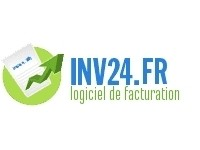 INV24.FR
logiciel de facturation